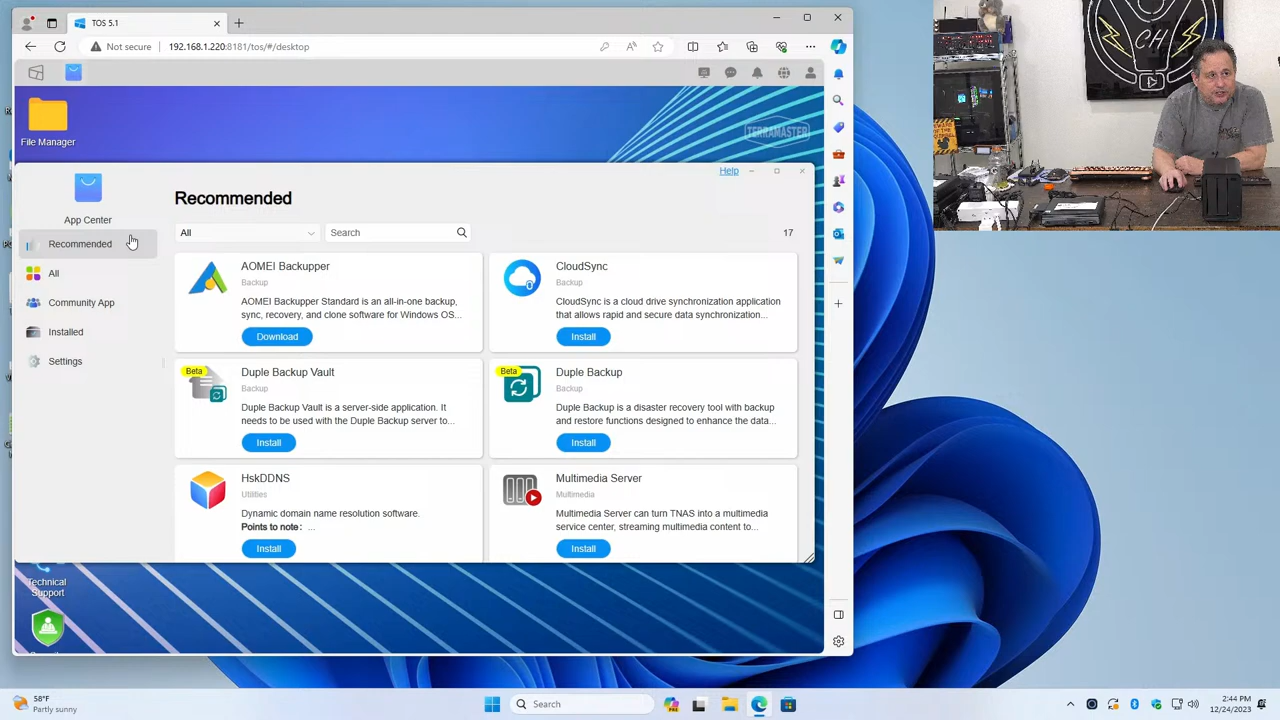 TOS 5.1
Not secure
192.168.1.220:8181/tos/#/desktop
File Manager
TERRAMASTER
Help
App Center
Recommended
All
Community App
Installed
Settings
Recommended
All
Search
17
AOMEI Backupper
Backup
AOMEI Backupper Standard is an all-in-one backup,
sync, recovery, and clone software for Windows OS...
Download
CloudSync
Backup
CloudSync is a cloud drive synchronization application
that allows rapid and secure data synchronization...
Install
Beta
Duple Backup Vault
Backup
Duple Backup Vault is a server-side application. It
needs to be used with the Duple Backup server to...
Install
Beta
Duple Backup
Backup
Duple Backup is a disaster recovery tool with backup
and restore functions designed to enhance the data...
Install
HskDDNS
Utilities
Dynamic domain name resolution software.
Points to note: ...
Install
Multimedia Server
Multimedia
Multimedia Server can turn TNAS into a multimedia
service center, streaming multimedia content to...
Install
Technical
Support
CH
58°F
Partly sunny
Search
2:44 PM
12/24/2023